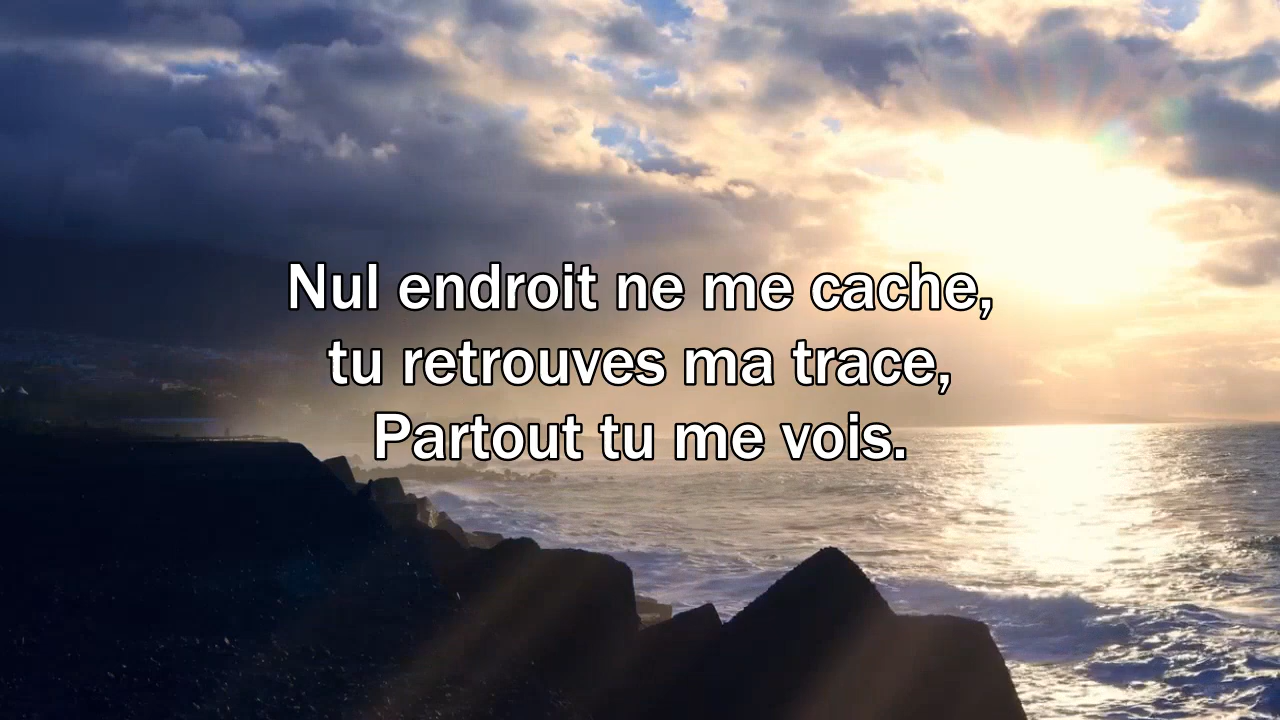 Nul endroit ne me cache,
tu retrouves ma trace,
Partout tu me vois.